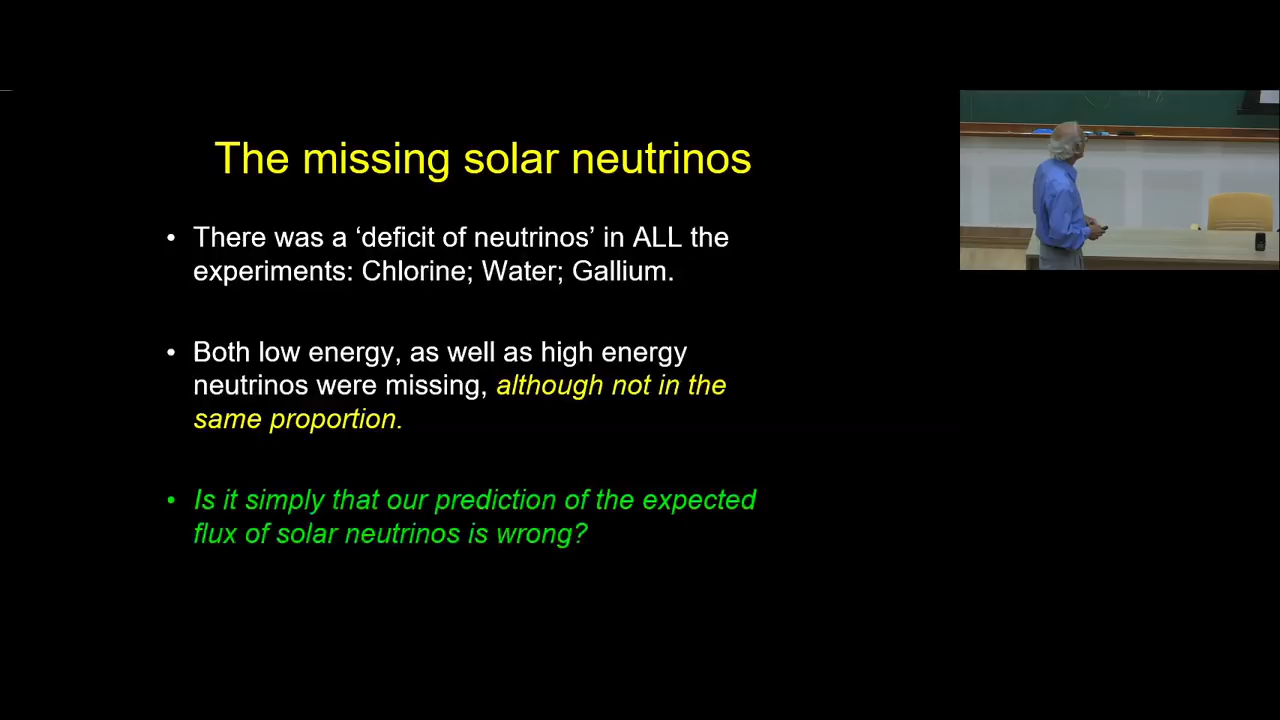 The missing solar neutrinos
• There was a ‘deficit of neutrinos’ in ALL the
experiments: Chlorine; Water; Gallium.
• Both low energy, as well as high energy
neutrinos were missing, although not in the
same proportion.
• Is it simply that our prediction of the expected
flux of solar neutrinos is wrong?